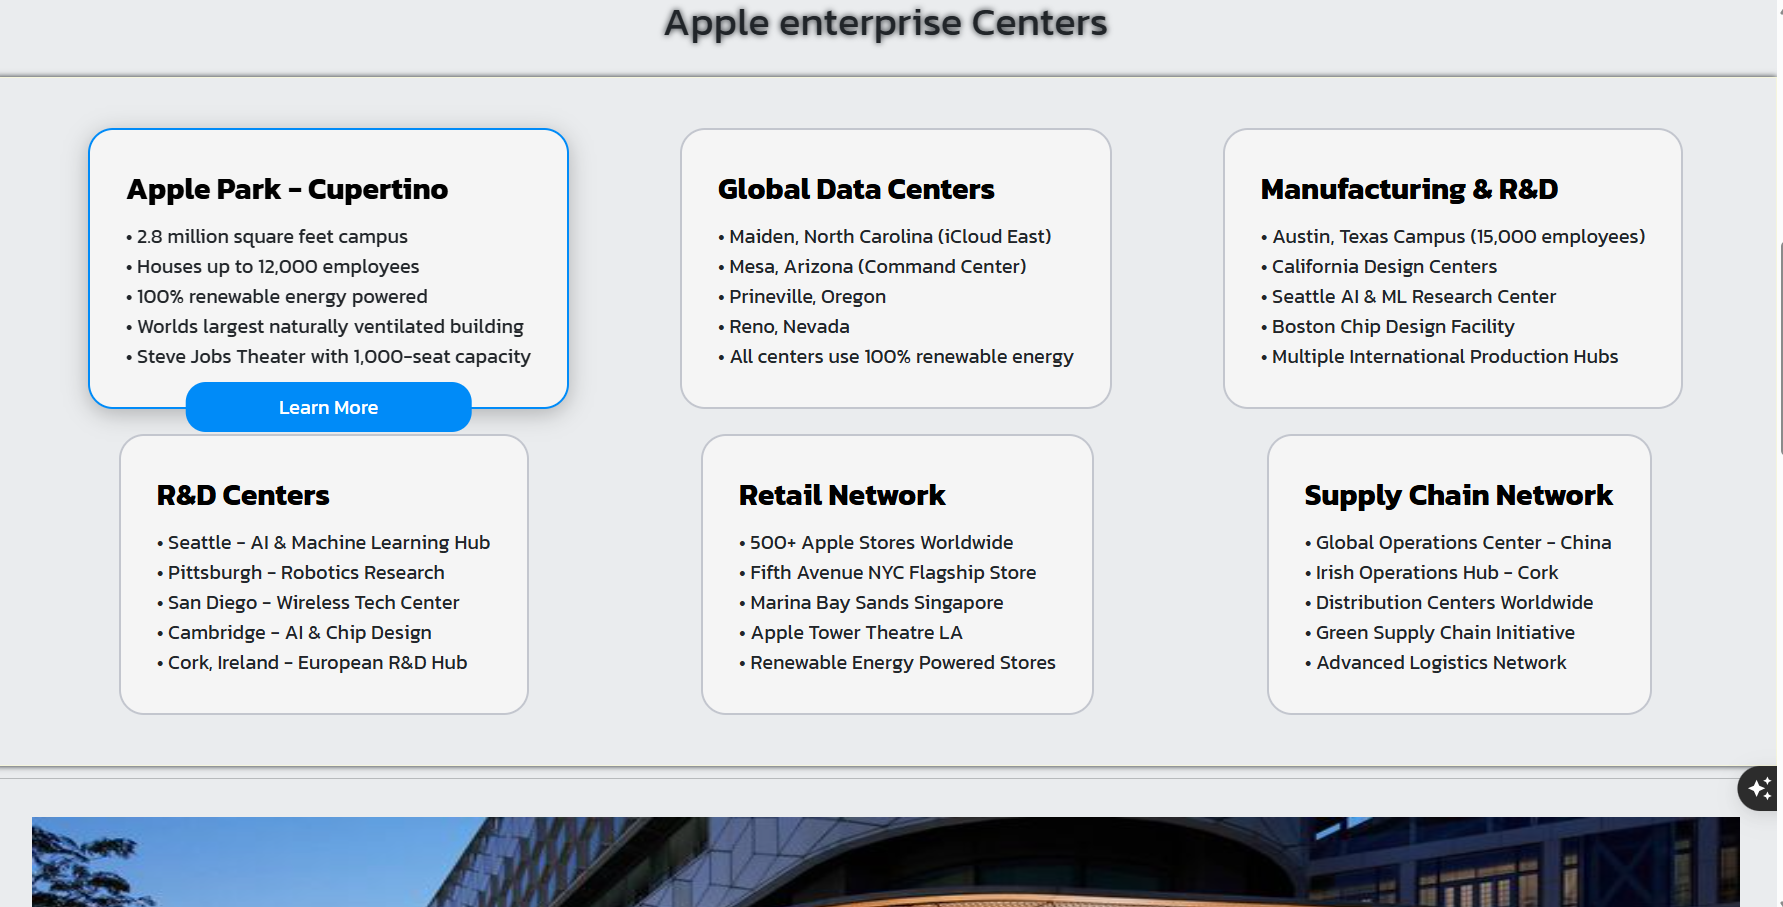 Apple enterprise Centers
Apple Park - Cupertino
• 2.8 million square feet campus
• Houses up to 12,000 employees
• 100% renewable energy powered
• Worlds largest naturally ventilated building
• Steve Jobs Theater with 1,000-seat capacity
Learn More
Global Data Centers
• Maiden, North Carolina (iCloud East)
• Mesa, Arizona (Command Center)
• Prineville, Oregon
• Reno, Nevada
• All centers use 100% renewable energy
Manufacturing & R&D
• Austin, Texas Campus (15,000 employees)
• California Design Centers
• Seattle AI & ML Research Center
• Boston Chip Design Facility
• Multiple International Production Hubs
R&D Centers
• Seattle - AI & Machine Learning Hub
• Pittsburgh - Robotics Research
• San Diego - Wireless Tech Center
• Cambridge - AI & Chip Design
• Cork, Ireland - European R&D Hub
Retail Network
• 500+ Apple Stores Worldwide
• Fifth Avenue NYC Flagship Store
• Marina Bay Sands Singapore
• Apple Tower Theatre LA
• Renewable Energy Powered Stores
Supply Chain Network
• Global Operations Center - China
• Irish Operations Hub - Cork
• Distribution Centers Worldwide
• Green Supply Chain Initiative
• Advanced Logistics Network